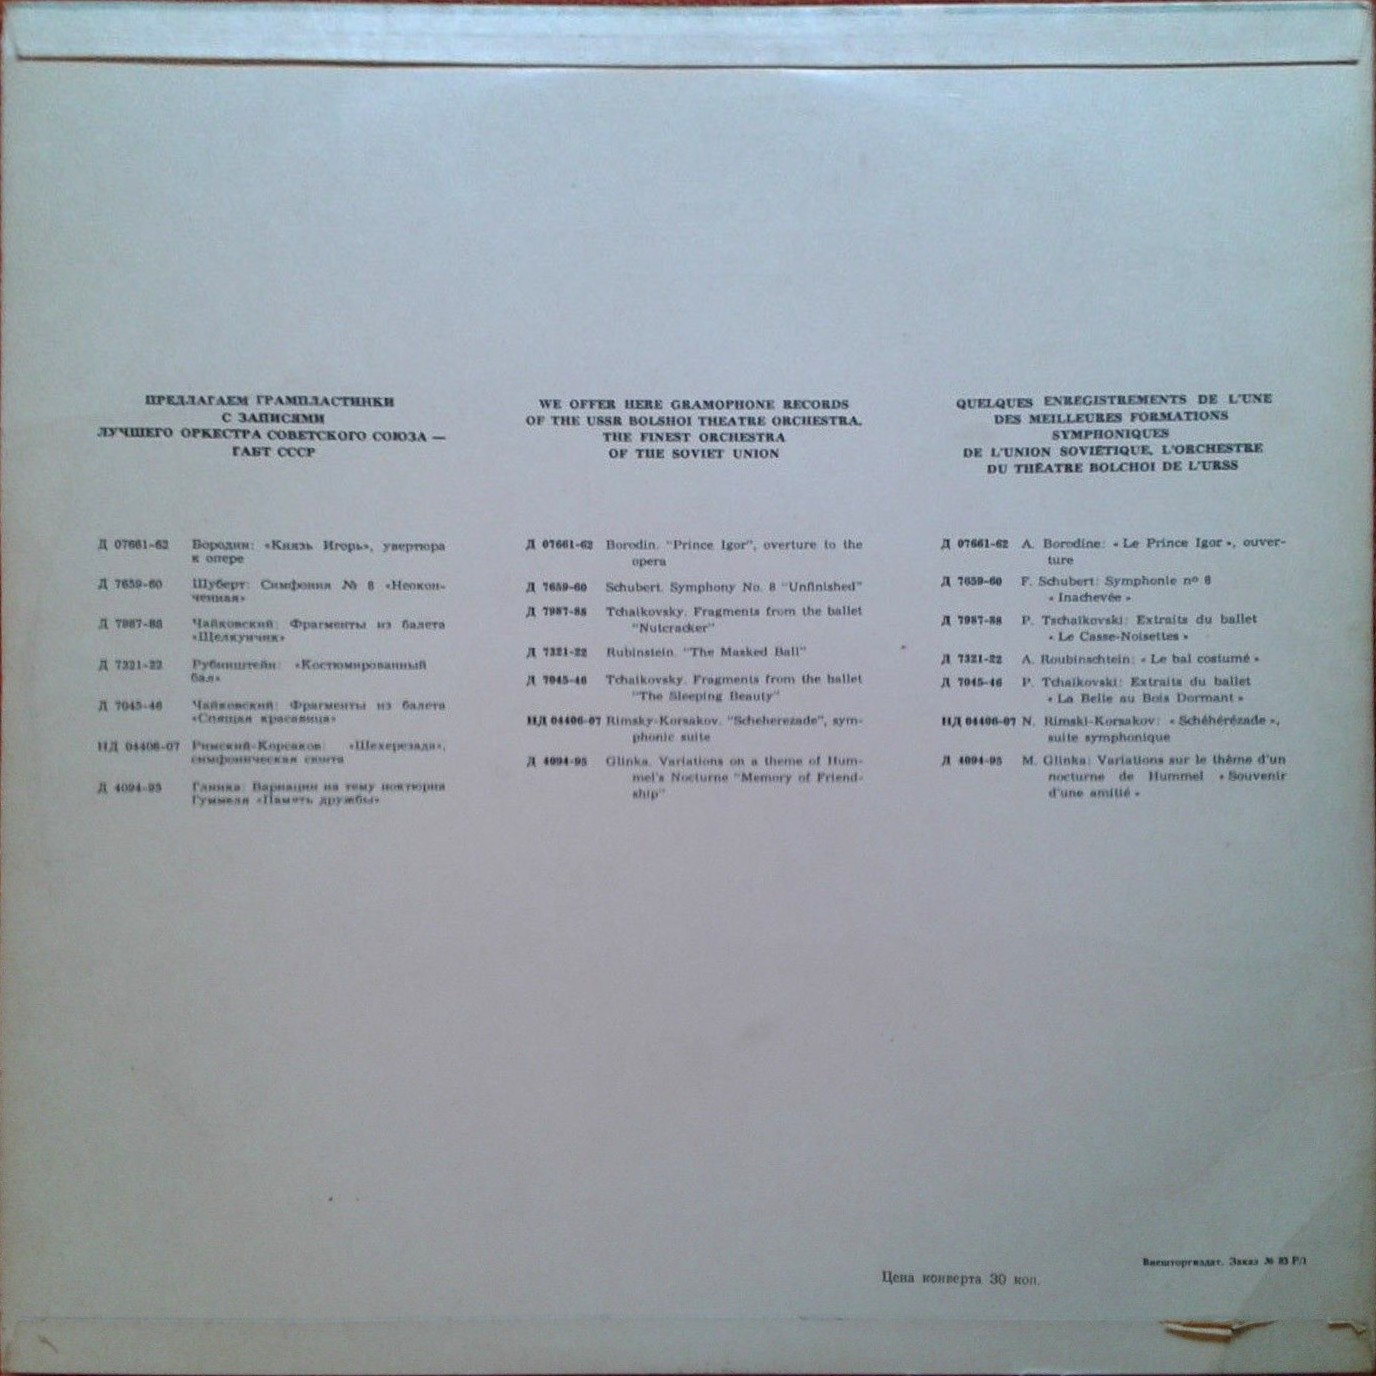 ПРЕДЛАГАЕМ ГРАМПЛАСТИНКИ
С ЗАПИСЯМИ
ЛУЧШЕГО ОРКЕСТРА СОВЕТСКОГО СОЮЗА —
ГАБТ СССР
Д 07661-62 Бородин: «Князь Игорь», увертюра
к опере
Д 7659-60 Шуберт: Симфония № 8 «Неокон-
ченная»
Д 7987-88 Чайковский: Фрагменты из балета
«Щелкунчик»
Д 7321-22 Рубинштейн: «Костюмированный
бал»
Д 7045-46 Чайковский: Фрагменты из балета
«Спящая красавица»
НД 04406-07 Римский-Корсаков: «Шехерезада»,
симфоническая сюита
Д 4094-95 Глинка: Вариации на тему ноктюрна
Гуммеля «Память дружбы»
WE OFFER HERE GRAMOPHONE RECORDS
OF THE USSR BOLSHOI THEATRE ORCHESTRA,
THE FINEST ORCHESTRA
OF THE SOVIET UNION
Д 07661-62 Borodin. "Prince Igor", overture to the
opera
Д 7659-60 Schubert. Symphony No. 8 "Unfinished"
Д 7987-88 Tchaikovsky. Fragments from the ballet
"Nutcracker"
Д 7321-22 Rubinstein. "The Masked Ball"
Д 7045-46 Tchaikovsky. Fragments from the ballet
"The Sleeping Beauty"
НД 04406-07 Rimsky-Korsakov. "Scheherezade", sym-
phonic suite
Д 4094-95 Glinka. Variations on a theme of Hum-
mel's Nocturne "Memory of Friend-
ship"
QUELQUES ENREGISTREMENTS DE L'UNE
DES MEILLEURES FORMATIONS
SYMPHONIQUES
DE L'UNION SOVIÉTIQUE, L'ORCHESTRE
DU THÉATRE BOLCHOI DE L'URSS
Д 07661-62 A. Borodine: « Le Prince Igor », ouver-
ture
Д 7659-60 F. Schubert: Symphonie nº 8
« Inachevée »
Д 7987-88 P. Tschaikovski: Extraits du ballet
« Le Casse-Noisettes »
Д 7321-22 A. Roubinschtein: « Le bal costumé »
Д 7045-46 P. Tchaikovski: Extraits du ballet
« La Belle au Bois Dormant »
НД 04406-07 N. Rimski-Korsakov: « Schéhérézade »,
suite symphonique
Д 4094-95 M. Glinka: Variations sur le thème d'un
nocturne de Hummel « Souvenir
d'une amitié »
Внешторгиздат. Заказ № 83 РЛ
Цена конверта 30 коп.